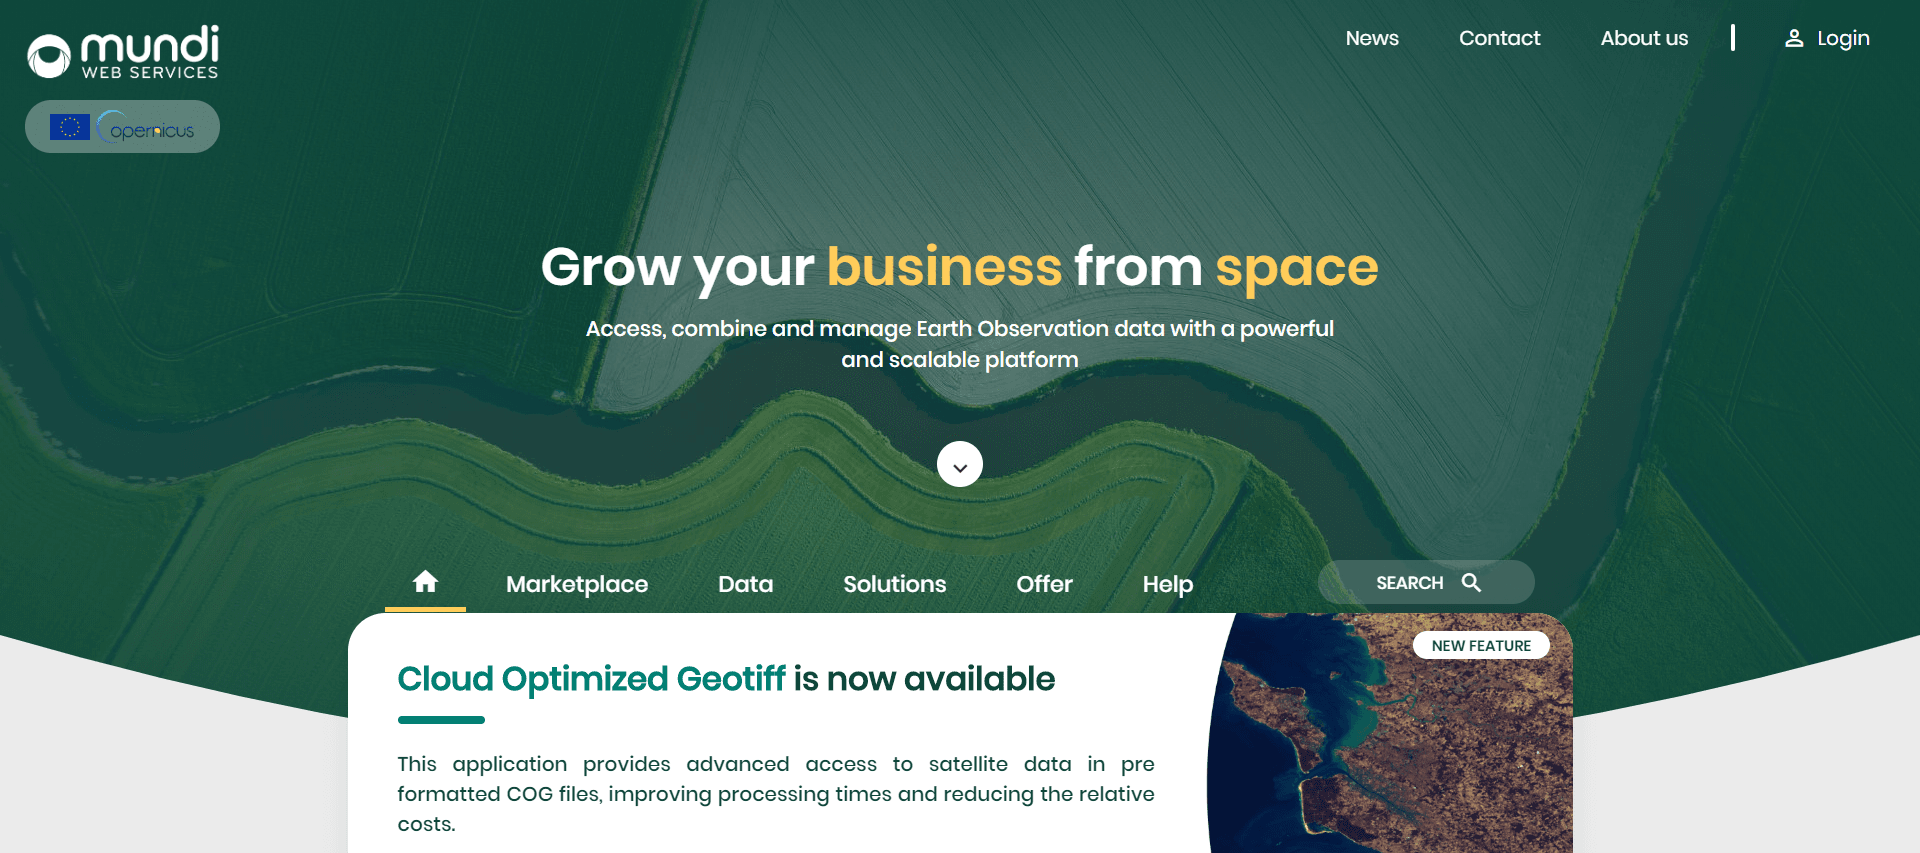 mundi
WEB SERVICES
Copernicus
News Contact About us Login
Grow your business from space
Access, combine and manage Earth Observation data with a powerful
and scalable platform
Marketplace Data Solutions Offer Help SEARCH
NEW FEATURE
Cloud Optimized Geotiff is now available
This application provides advanced access to satellite data in pre
formatted COG files, improving processing times and reducing the relative
costs.